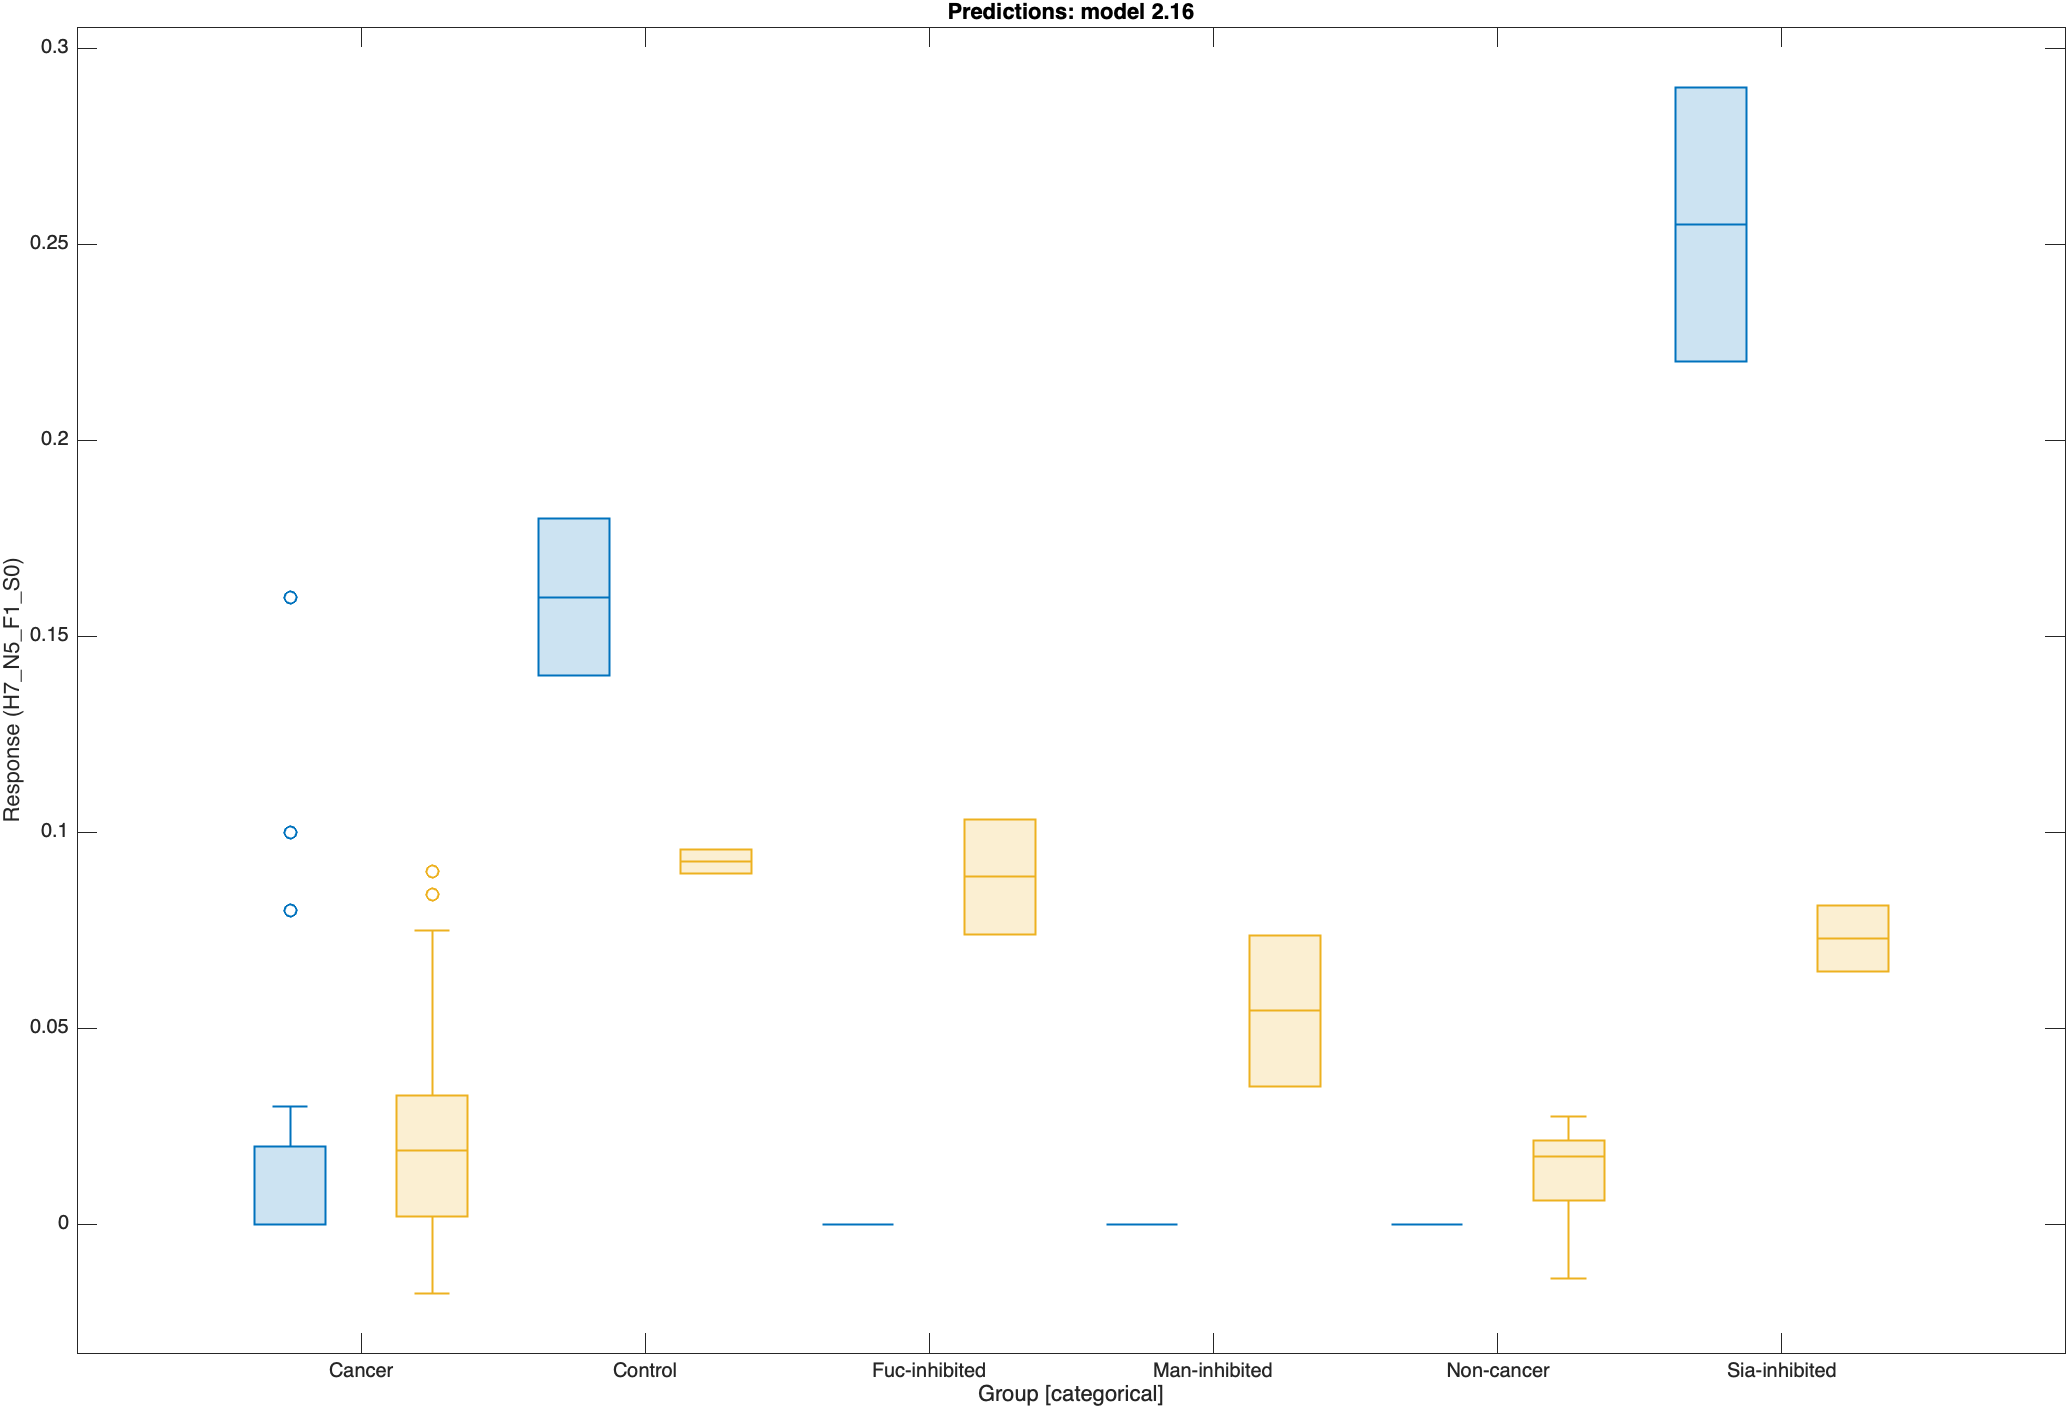 Predictions: model 2.16
0.3
0.25
0.2
0.15
0.1
0.05
0
Response (H7_N5_F1_S0)
Cancer Control Fuc-inhibited Man-inhibited Non-cancer Sia-inhibited
Group [categorical]